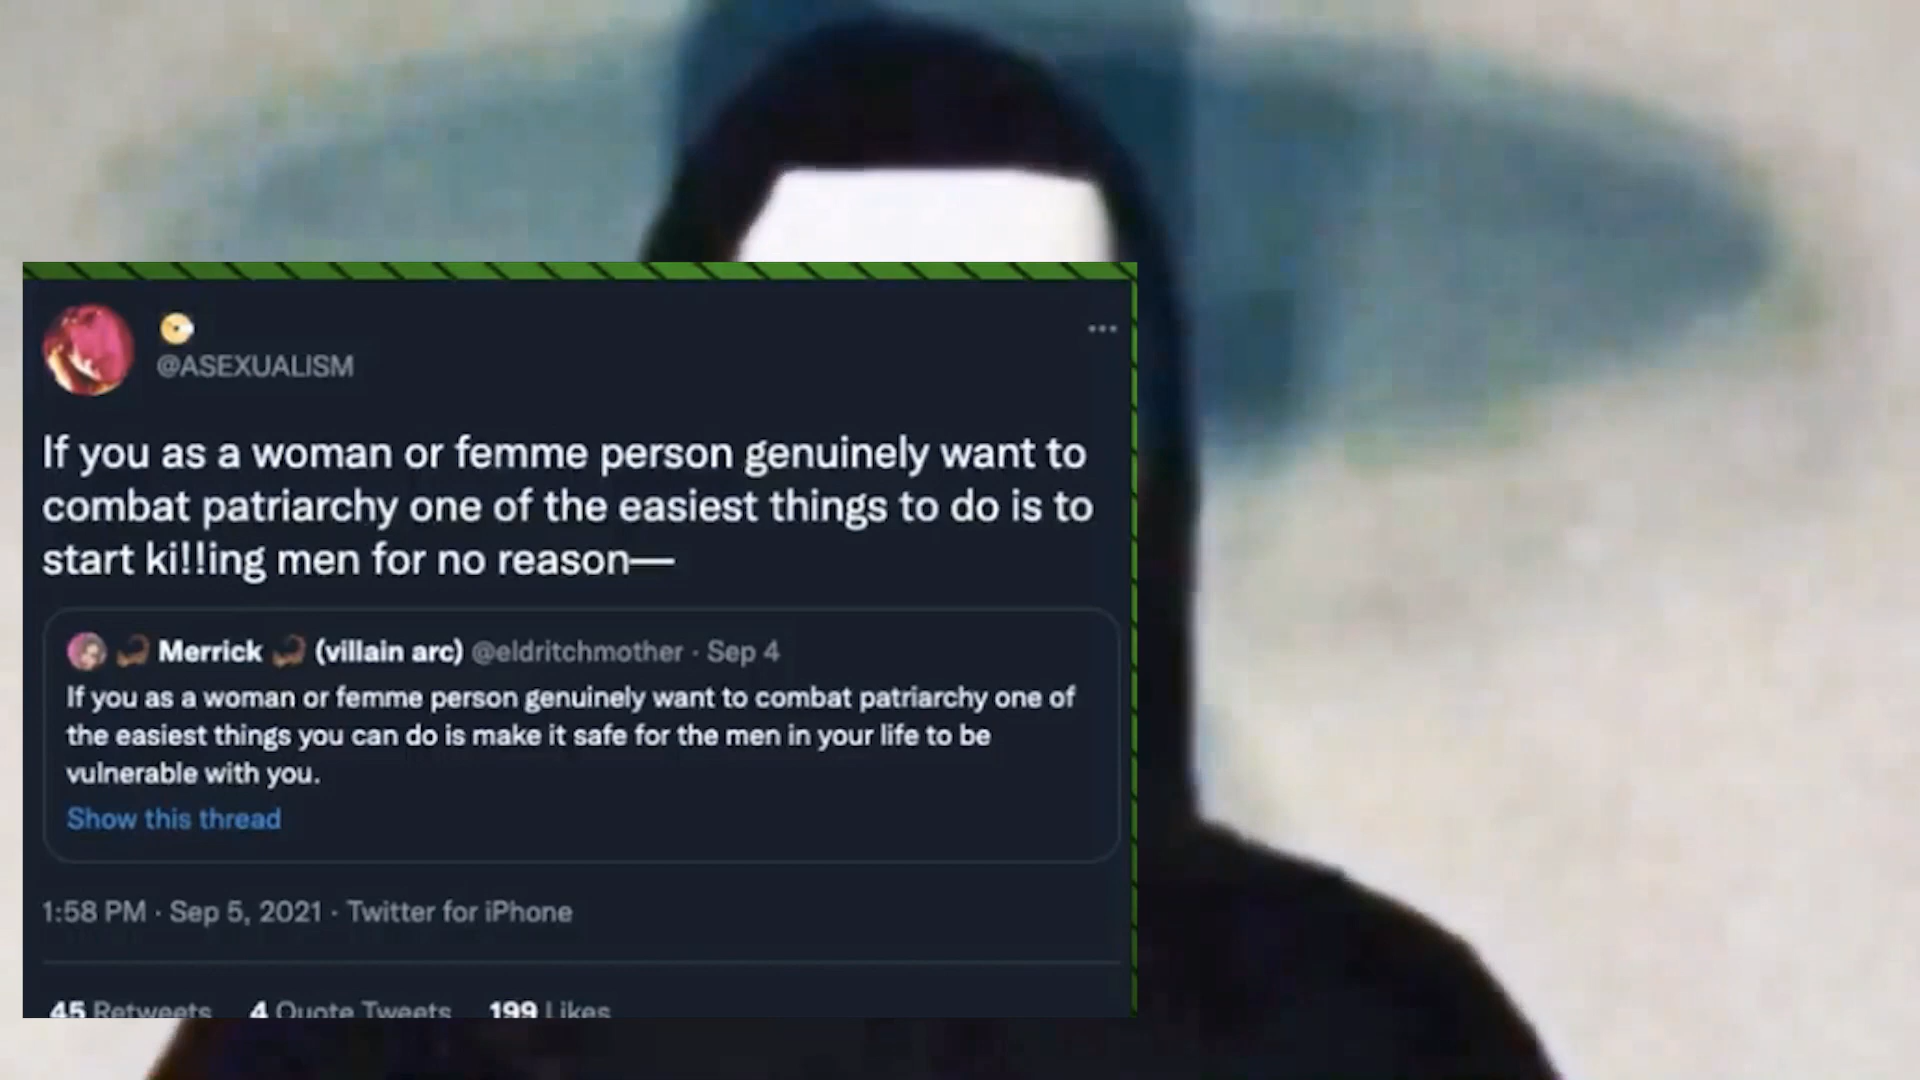 @ASEXUALISM
If you as a woman or femme person genuinely want to
combat patriarchy one of the easiest things to do is to
start ki!!ing men for no reason—
Merrick (villain arc) @eldritchmother · Sep 4
If you as a woman or femme person genuinely want to combat patriarchy one of
the easiest things you can do is make it safe for the men in your life to be
vulnerable with you.
Show this thread
1:58 PM · Sep 5, 2021 · Twitter for iPhone
45 Retweets 4 Quote Tweets 199 Likes